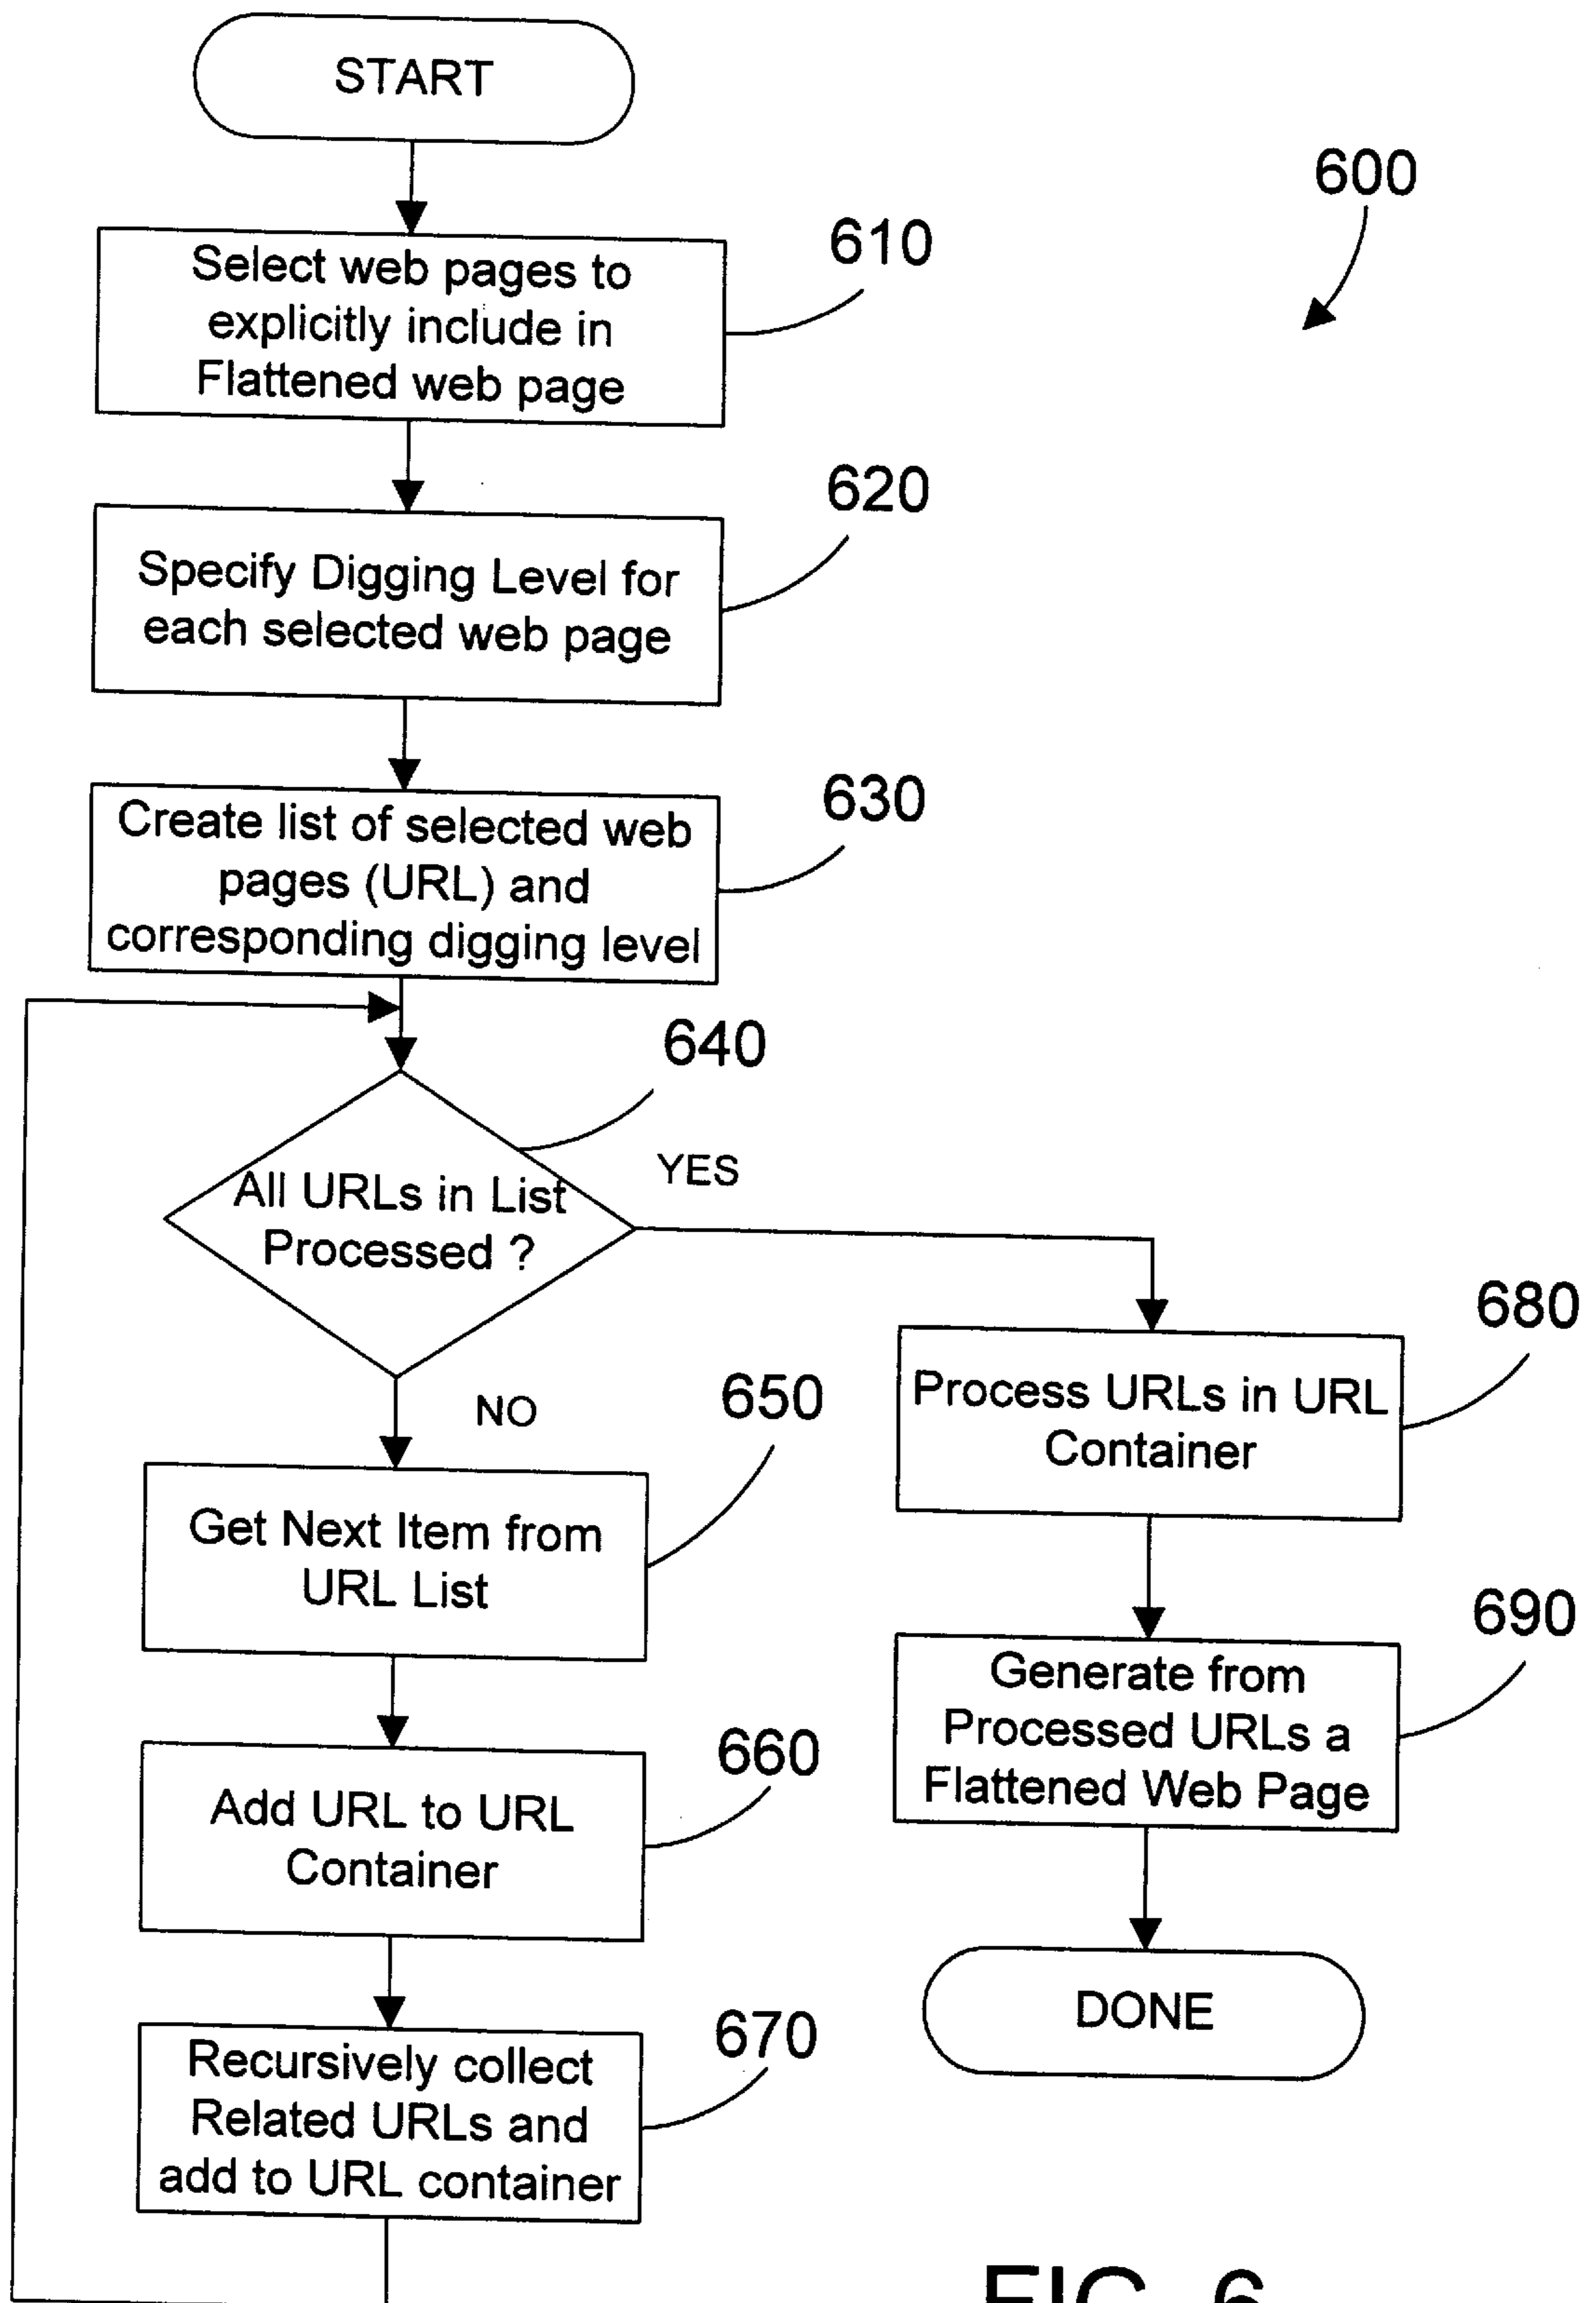 START
600
610
Select web pages to
explicitly include in
Flattened web page
620
Specify Digging Level for
each selected web page
630
Create list of selected web
pages (URL) and
corresponding digging level
640
All URLs in List
Processed ?
YES
NO
650
Get Next Item from
URL List
660
Add URL to URL
Container
670
Recursively collect
Related URLs and
add to URL container
680
Process URLs in URL
Container
690
Generate from
Processed URLs a
Flattened Web Page
DONE
FIG. 6